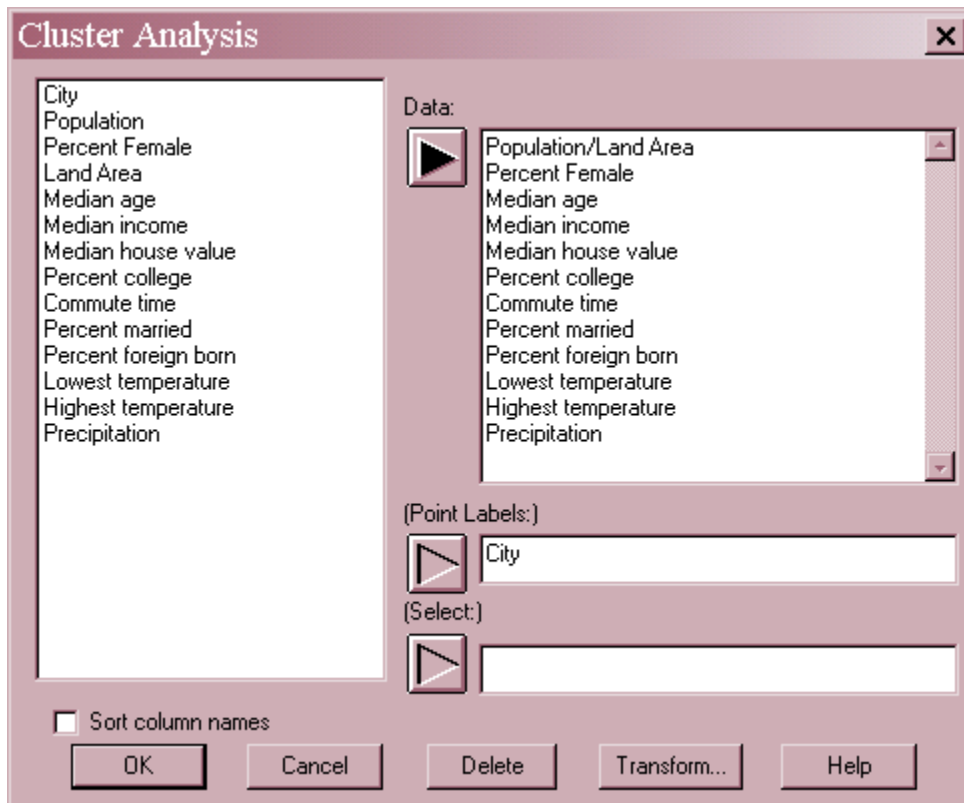 Cluster Analysis
City
Population
Percent Female
Land Area
Median age
Median income
Median house value
Percent college
Commute time
Percent married
Percent foreign born
Lowest temperature
Highest temperature
Precipitation
Data:
Population/Land Area
Percent Female
Median age
Median income
Median house value
Percent college
Commute time
Percent married
Percent foreign born
Lowest temperature
Highest temperature
Precipitation
(Point Labels:)
City
(Select:)
Sort column names
OK
Cancel
Delete
Transform...
Help